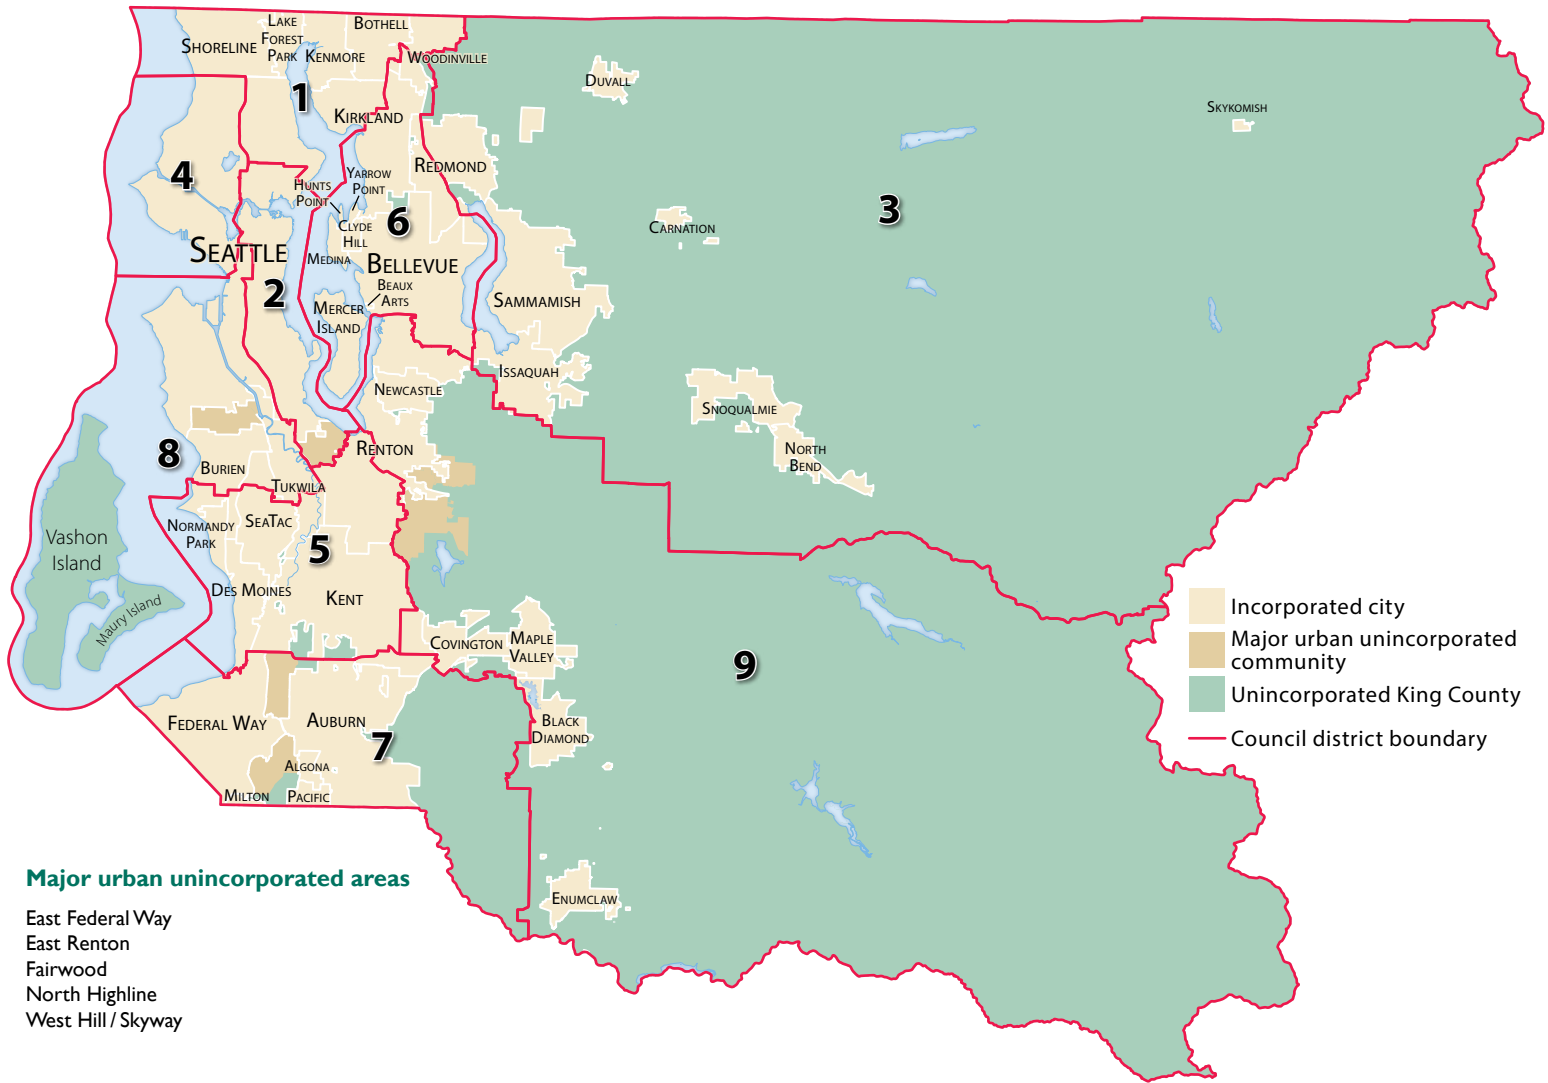 LAKE
FOREST
PARK
BOTHELL
SHORELINE
KENMORE
WOODINVILLE
DUVALL
SKYKOMISH
1
KIRKLAND
4
REDMOND
YARROW
POINT
HUNTS
POINT
3
6
CLYDE
HILL
CARNATION
SEATTLE
MEDINA
BELLEVUE
2
BEAUX
ARTS
MERCER
ISLAND
SAMMAMISH
ISSAQUAH
NEWCASTLE
SNOQUALMIE
NORTH
BEND
8
RENTON
BURIEN
TUKWILA
NORMANDY
PARK
SEATAC
Vashon
Island
5
DES MOINES
KENT
Maury Island
COVINGTON
MAPLE
VALLEY
9
FEDERAL WAY
AUBURN
BLACK
DIAMOND
7
ALGONA
MILTON
PACIFIC
ENUMCLAW
Incorporated city
Major urban unincorporated
community
Unincorporated King County
Council district boundary
Major urban unincorporated areas
East Federal Way
East Renton
Fairwood
North Highline
West Hill / Skyway